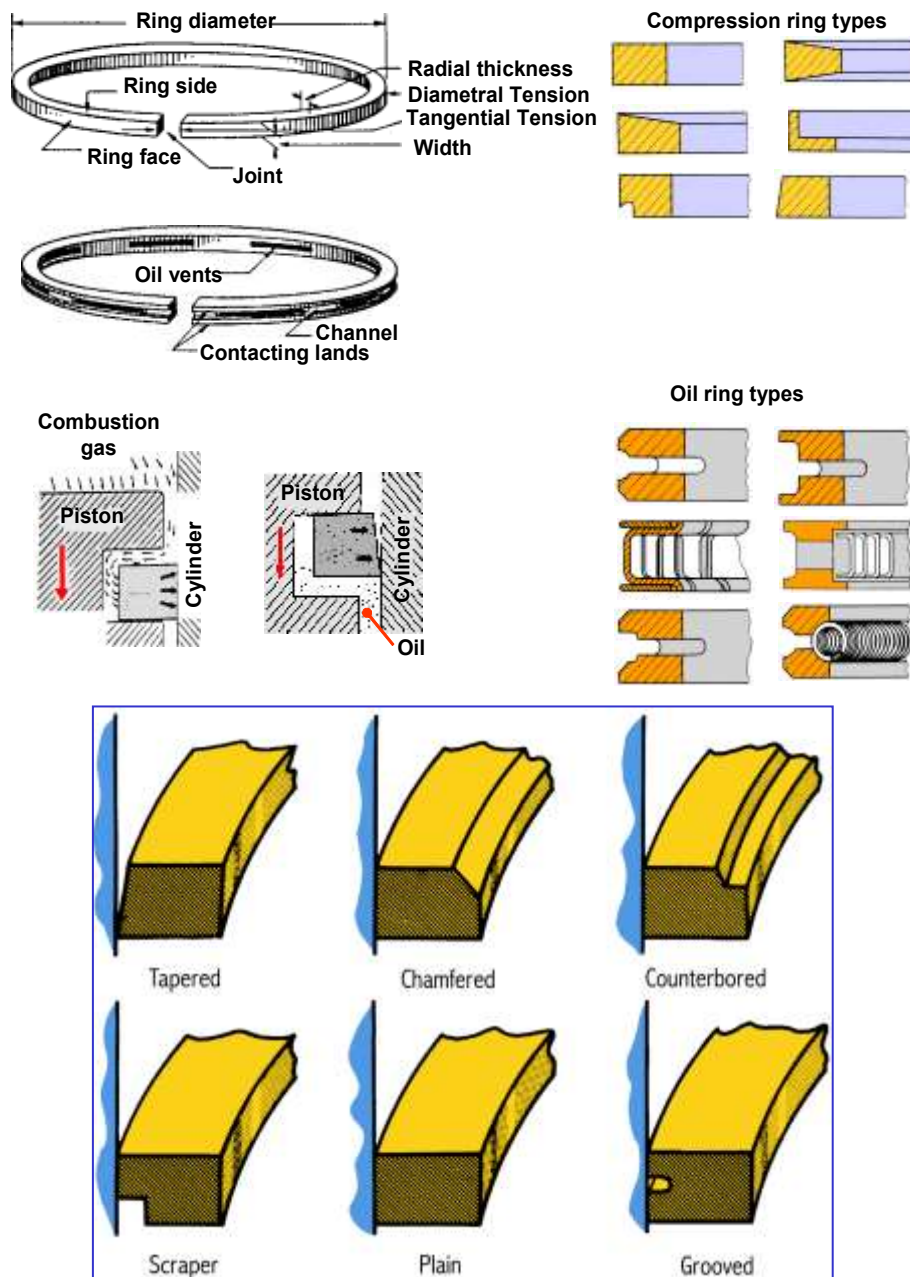 Ring diameter
Compression ring types
Ring side
Radial thickness
Diametral Tension
Tangential Tension
Ring face
Joint
Width
Oil vents
Channel
Contacting lands
Oil ring types
Combustion
gas
Piston
Cylinder
Piston
Cylinder
Oil
Tapered
Chamfered
Counterbored
Scraper
Plain
Grooved